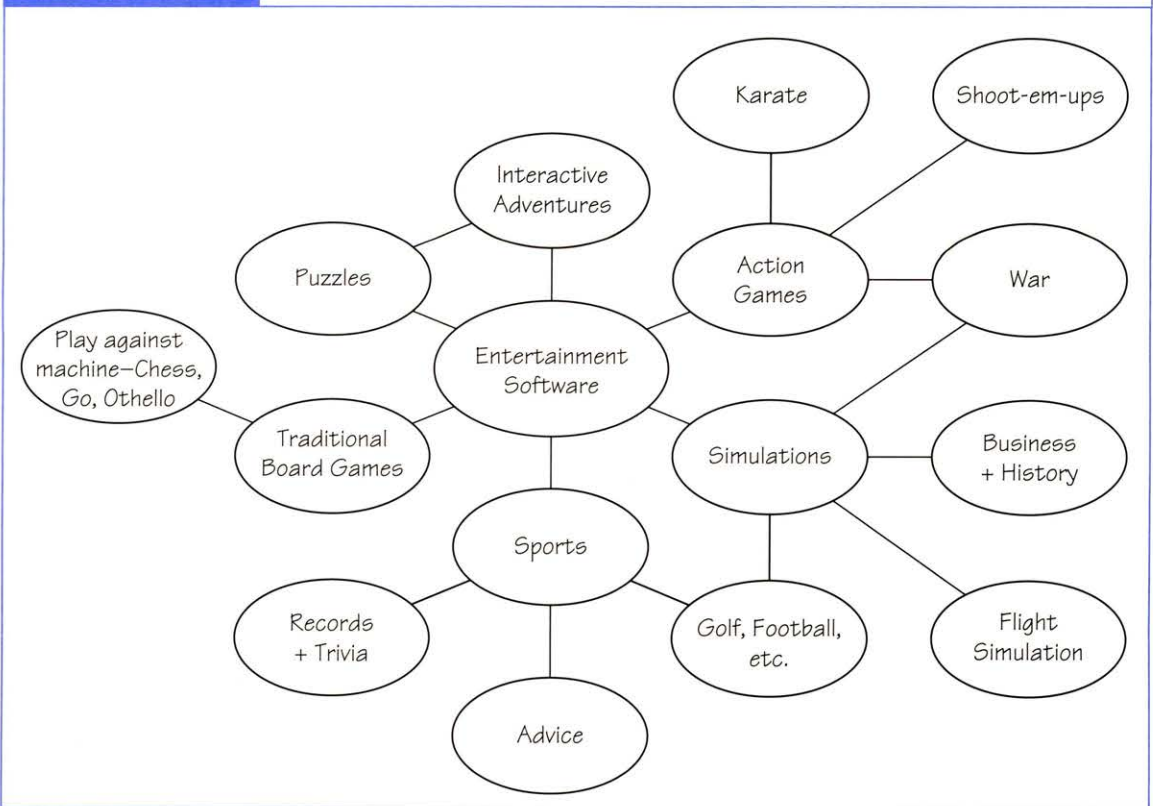 Karate
Shoot-em-ups
Interactive
Adventures
Puzzles
Action
Games
War
Play against
machine–Chess,
Go, Othello
Entertainment
Software
Traditional
Board Games
Simulations
Business
+ History
Sports
Records
+ Trivia
Golf, Football,
etc.
Flight
Simulation
Advice